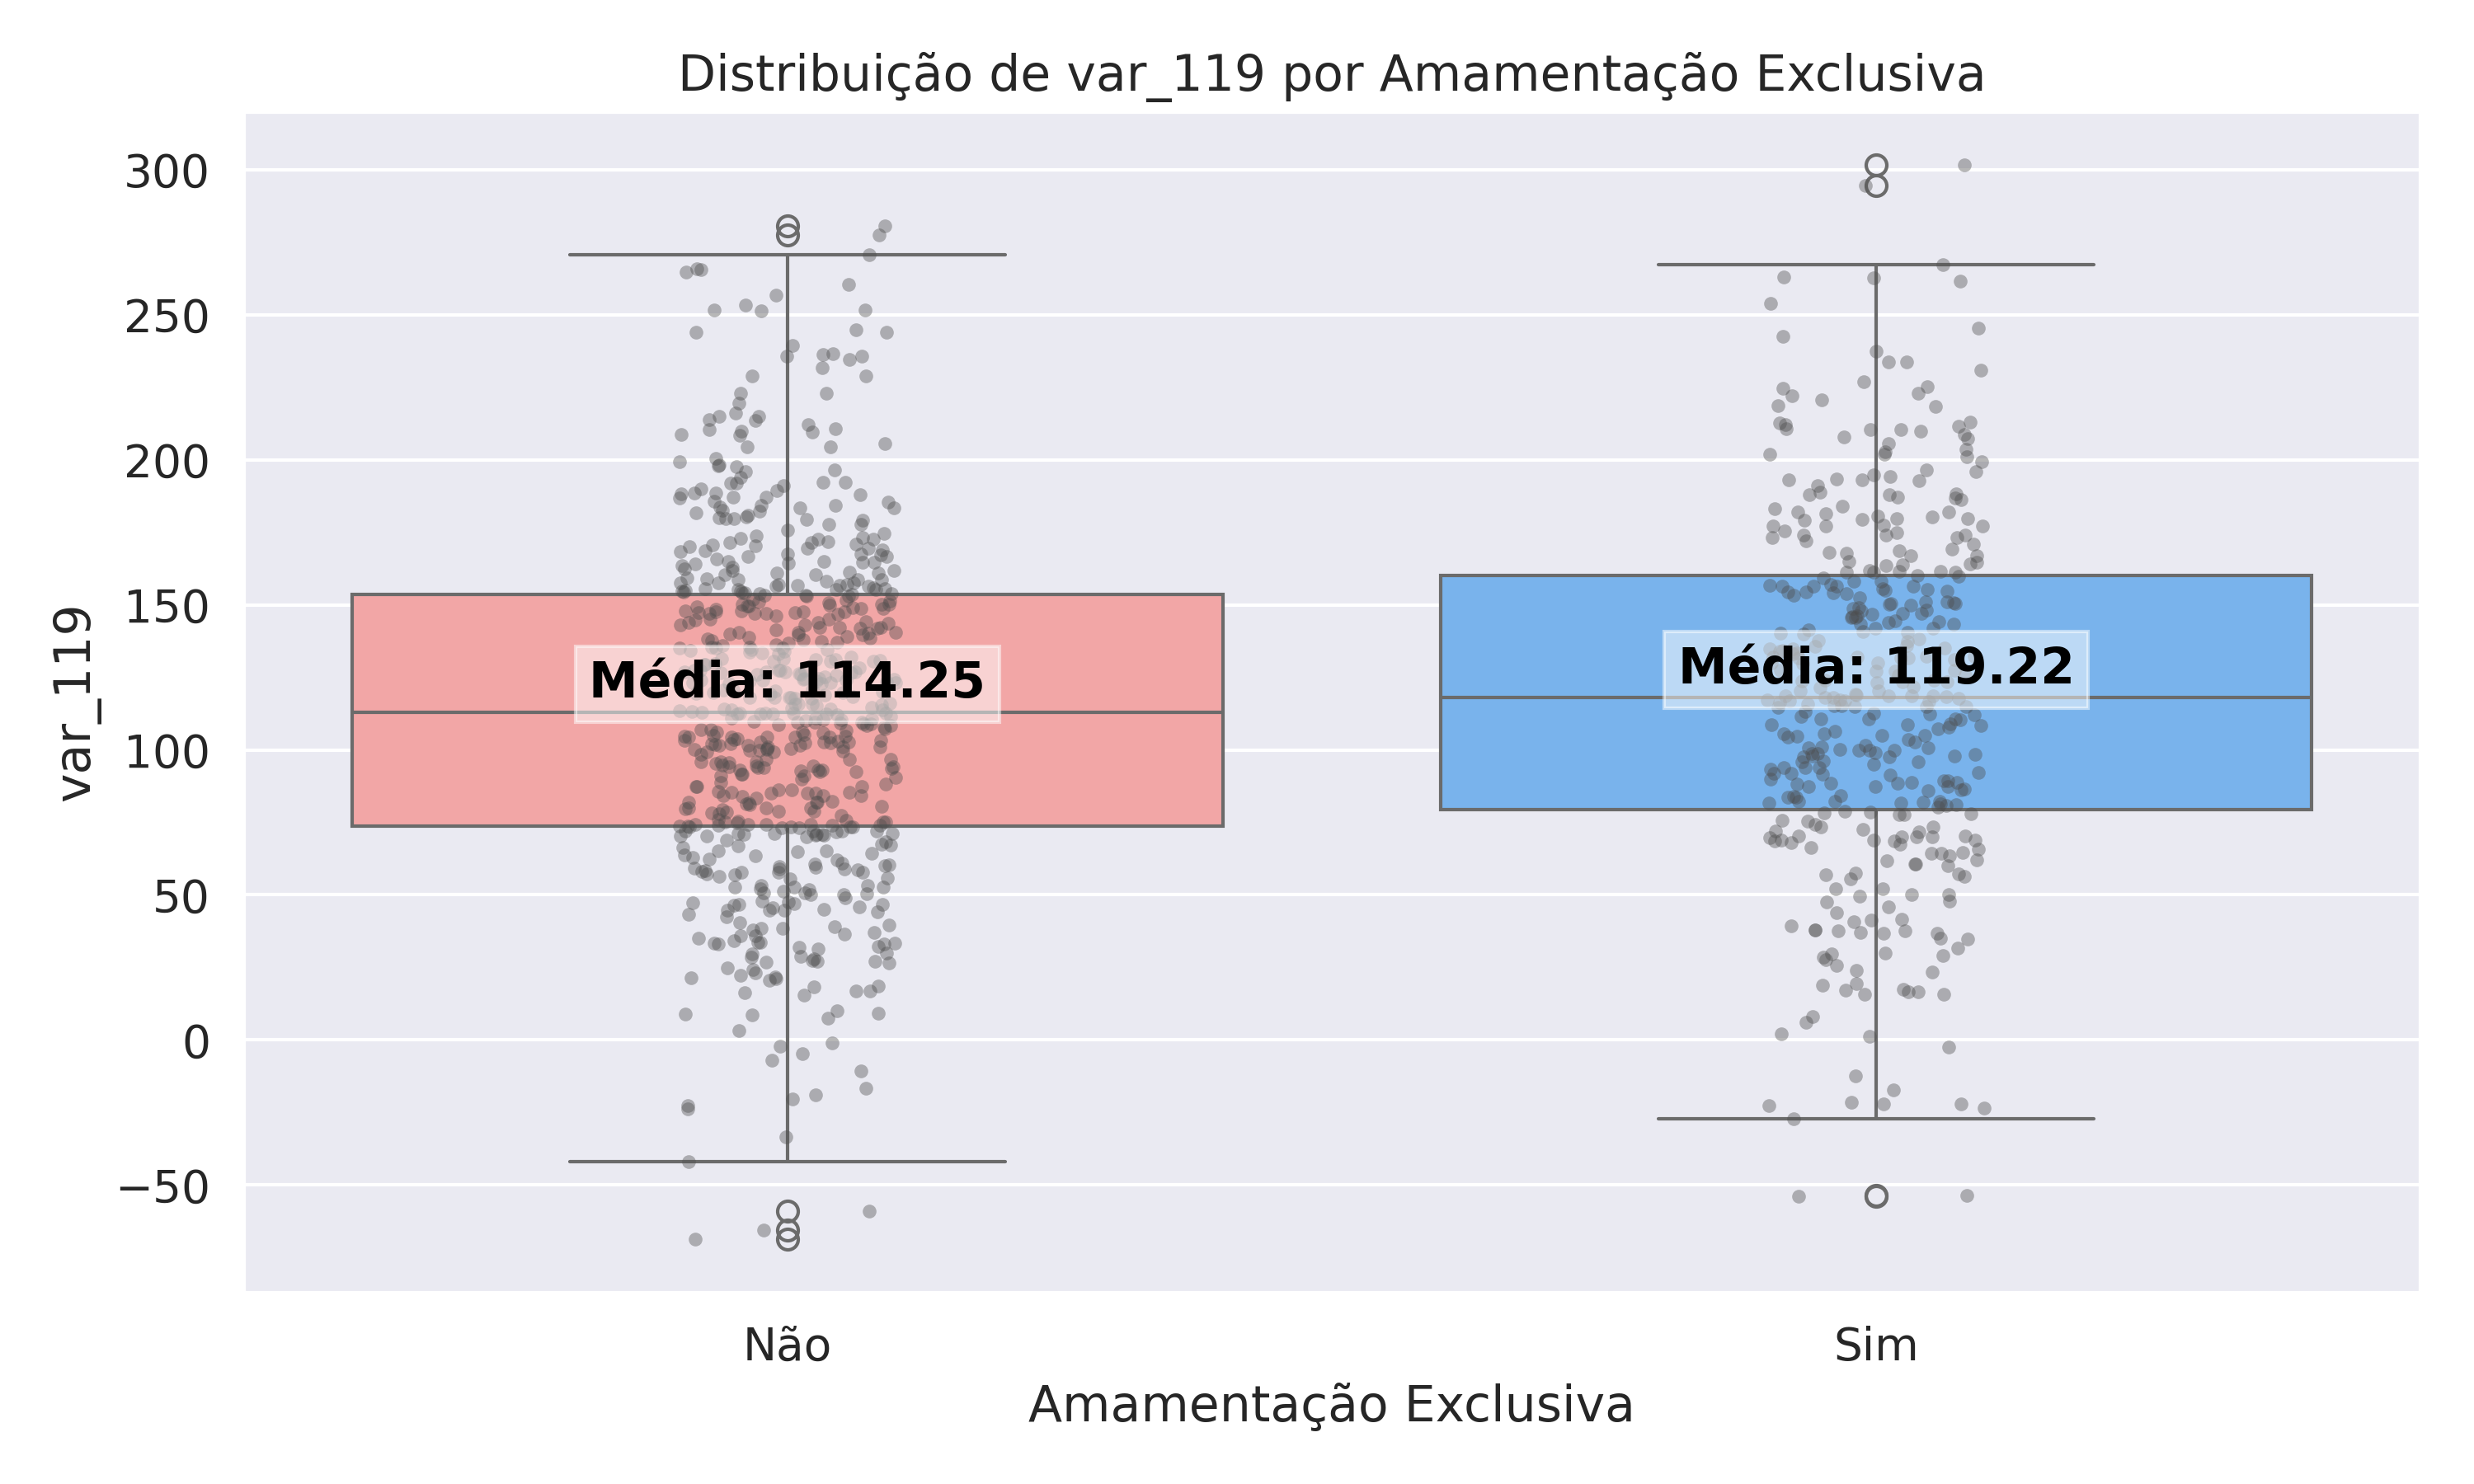 Distribuição de var_119 por Amamentação Exclusiva
300
250
200
150
100
50
0
−50
var_119
Média: 114.25
Média: 119.22
Não
Sim
Amamentação Exclusiva